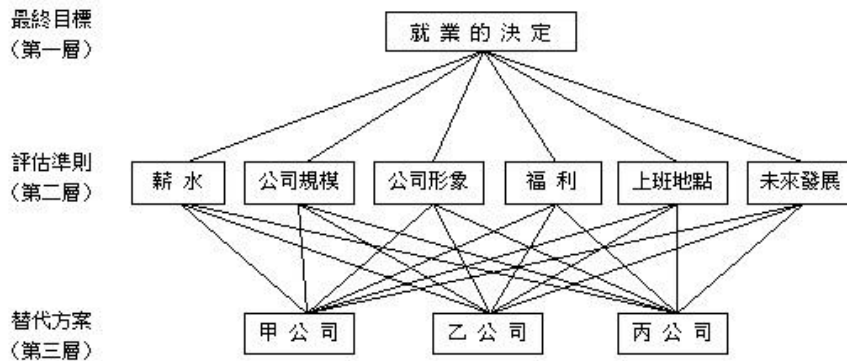 最終目標
（第一層）
就業的決定
評估準則
（第二層）
薪水
公司規模
公司形象
福利
上班地點
未來發展
替代方案
（第三層）
甲公司
乙公司
丙公司